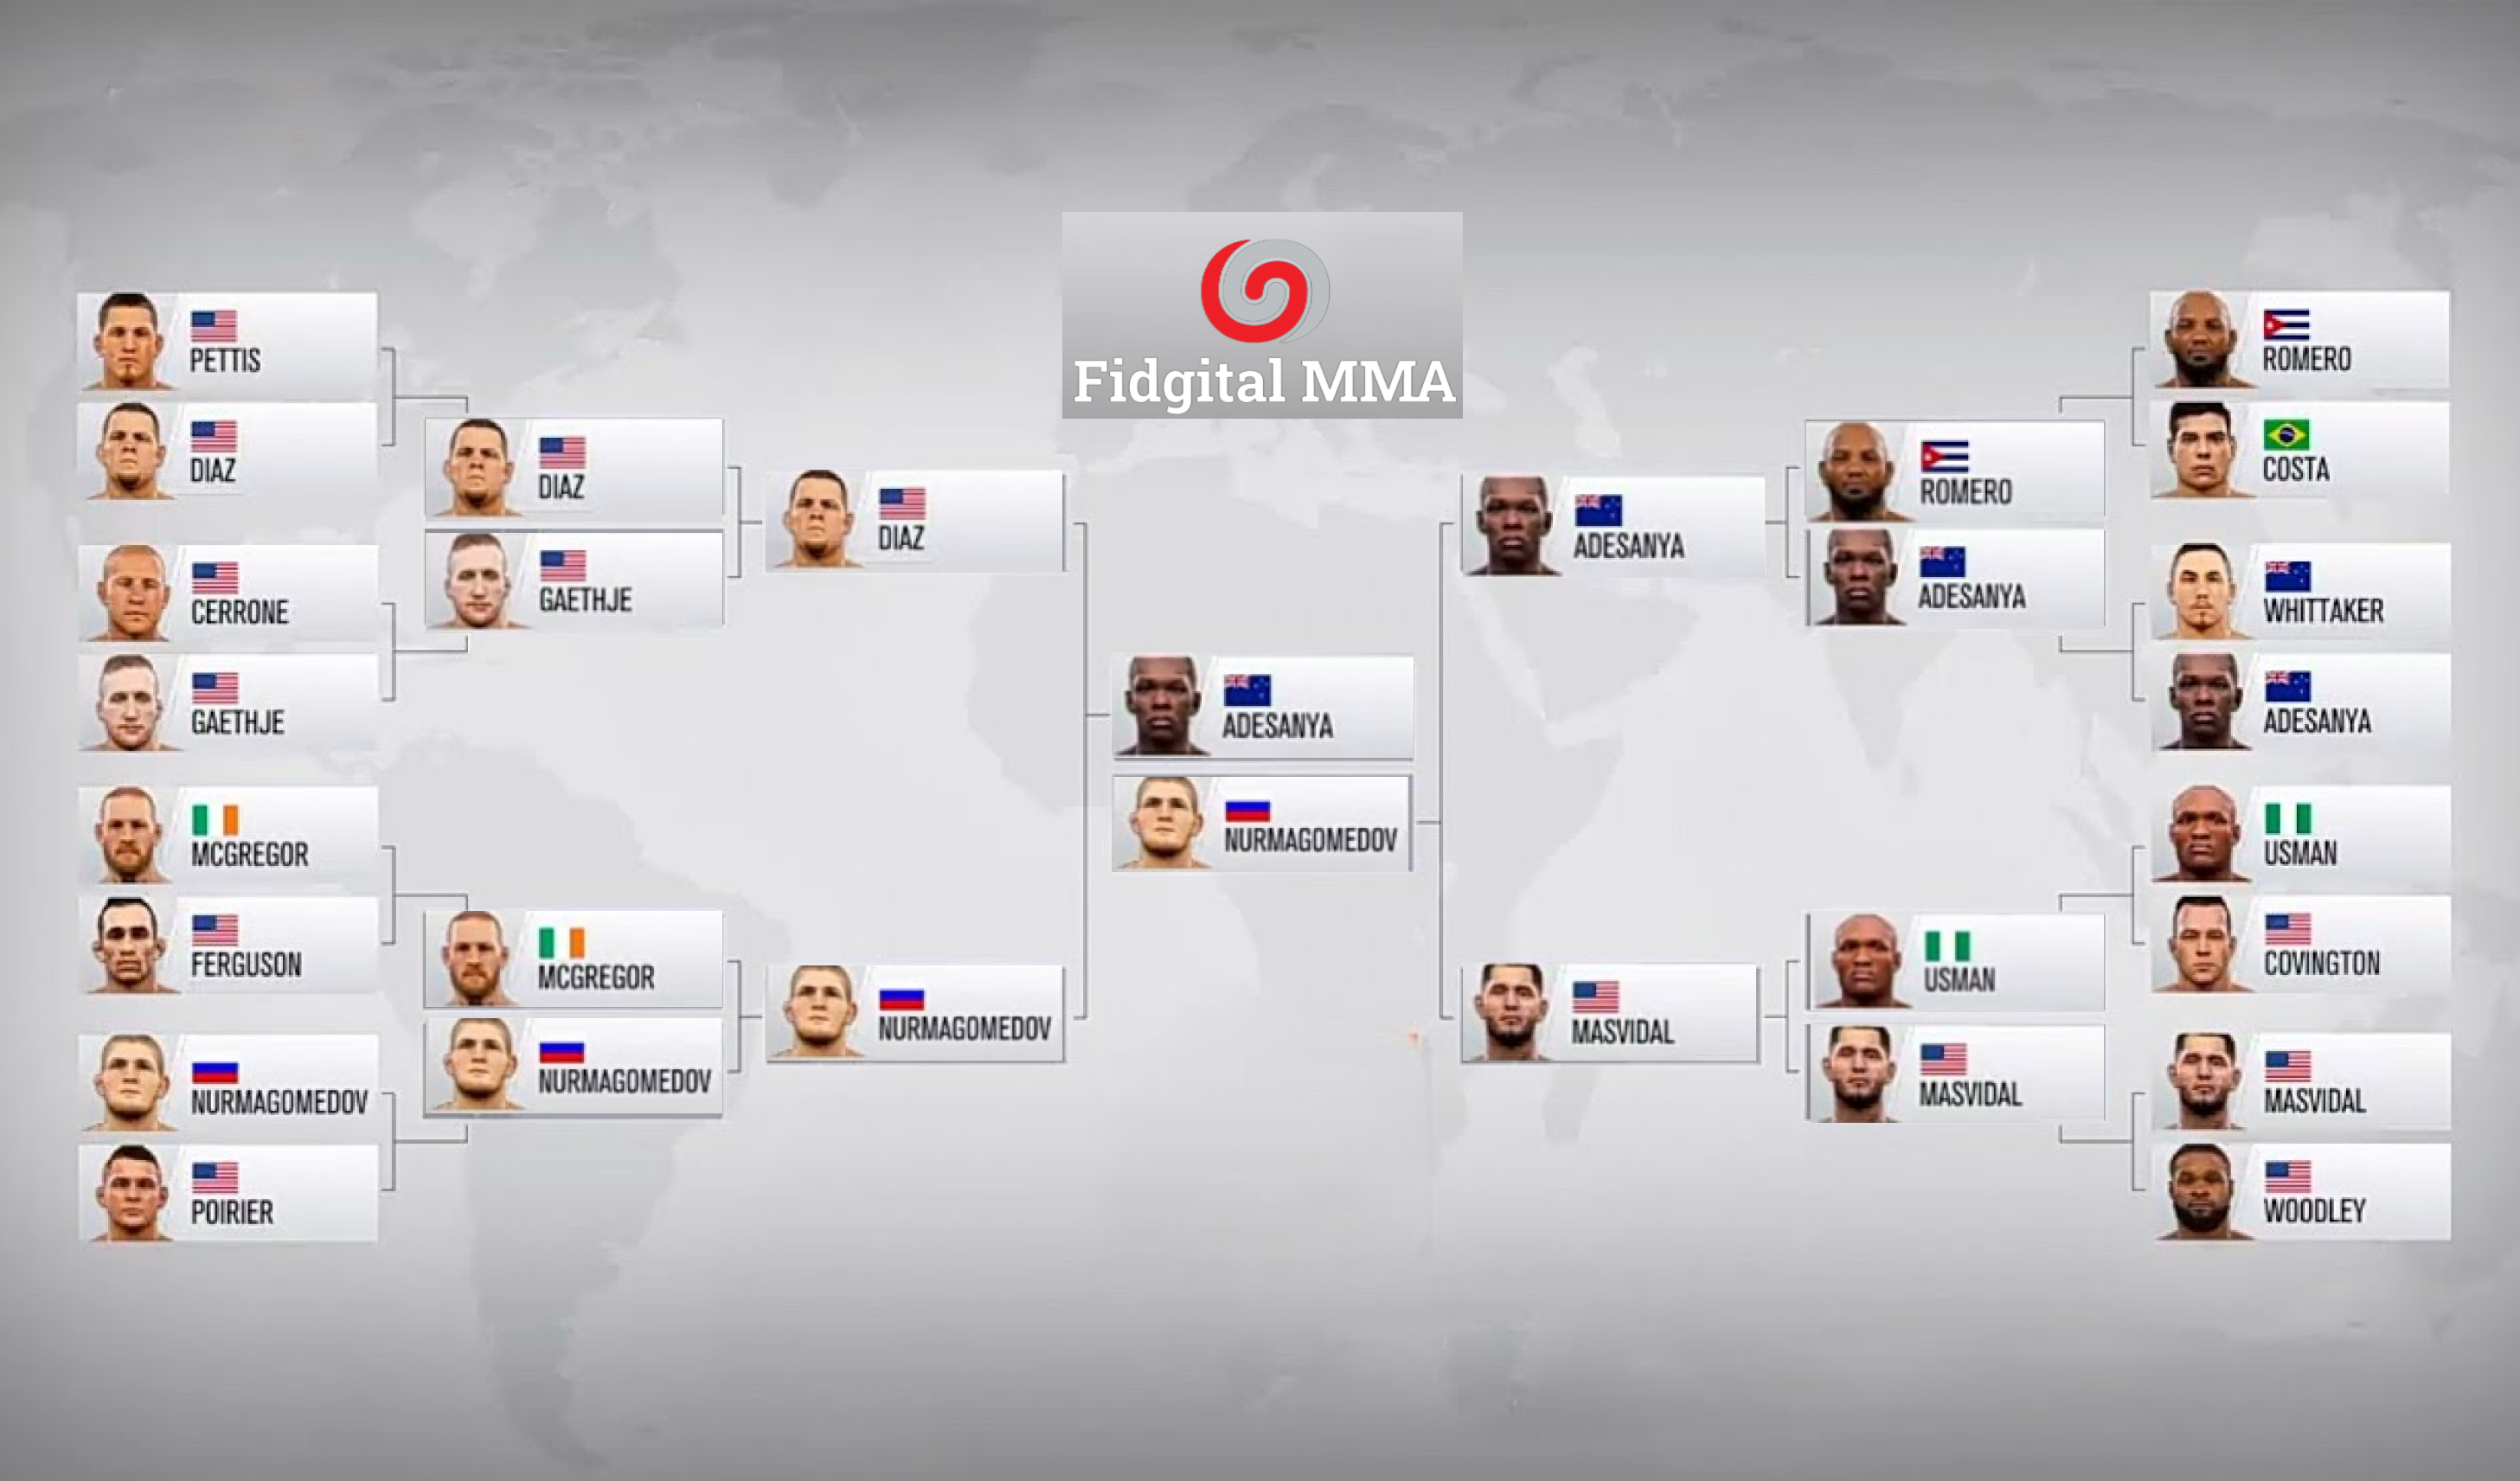 Fidgital MMA
PETTIS
DIAZ
CERRONE
GAETHJE
MCGREGOR
FERGUSON
NURMAGOMEDOV
POIRIER
DIAZ
GAETHJE
MCGREGOR
NURMAGOMEDOV
DIAZ
NURMAGOMEDOV
ADESANYA
NURMAGOMEDOV
ADESANYA
MASVIDAL
ROMERO
ADESANYA
USMAN
MASVIDAL
ROMERO
COSTA
WHITTAKER
ADESANYA
USMAN
COVINGTON
MASVIDAL
WOODLEY